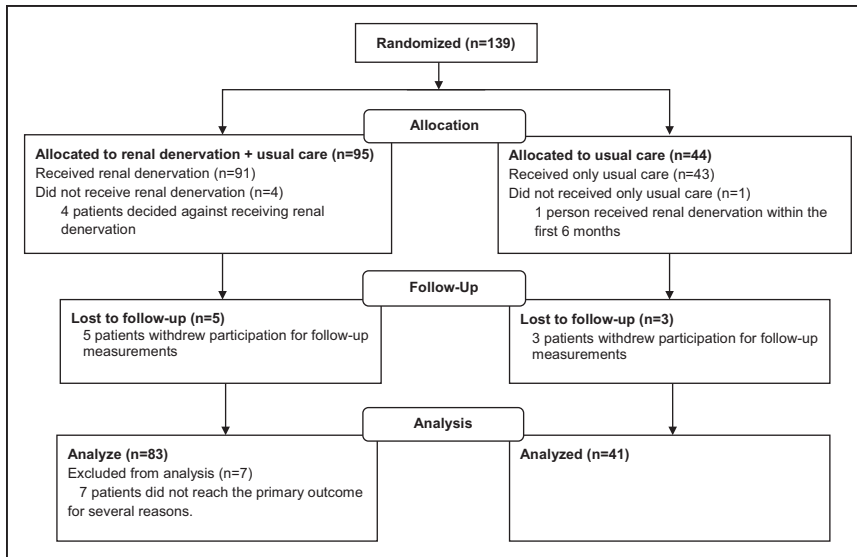 Randomized (n=139)
Allocation
Allocated to renal denervation + usual care (n=95)
Received renal denervation (n=91)
Did not receive renal denervation (n=4)
4 patients decided against receiving renal
denervation
Allocated to usual care (n=44)
Received only usual care (n=43)
Did not received only usual care (n=1)
1 person received renal denervation within the
first 6 months
Follow-Up
Lost to follow-up (n=5)
5 patients withdrew participation for follow-up
measurements
Lost to follow-up (n=3)
3 patients withdrew participation for follow-up
measurements
Analysis
Analyze (n=83)
Excluded from analysis (n=7)
7 patients did not reach the primary outcome
for several reasons.
Analyzed (n=41)